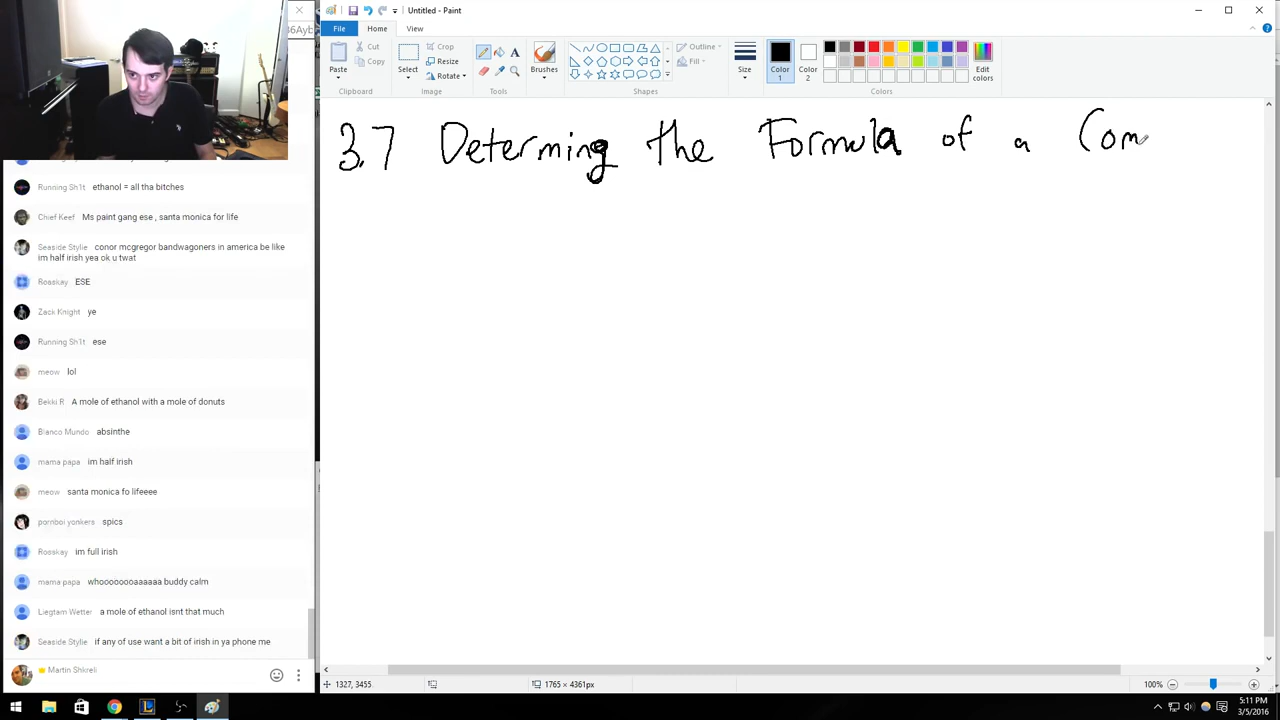 36Ayb
Untitled - Paint
File
Home
View
Paste
Cut
Copy
Clipboard
Select
Crop
Resize
Rotate
Image
Tools
Brushes
Shapes
Outline
Fill
Size
Color 1
Color 2
Colors
Edit colors
3.7 Determing the Formula of a Com
Running Sh1t ethanol = all tha bitches
Chief Keef Ms paint gang ese , santa monica for life
Seaside Stylie conor mcgregor bandwagoners in america be like
im half irish yea ok u twat
Rosskay ESE
Zack Knight ye
Running Sh1t ese
meow lol
Bekki R A mole of ethanol with a mole of donuts
Blanco Mundo absinthe
mama papa im half irish
meow santa monica fo lifeeee
pornboi yonkers spics
Rosskay im full irish
mama papa whoooooooaaaaaa buddy calm
Liegtam Wetter a mole of ethanol isnt that much
Seaside Stylie if any of use want a bit of irish in ya phone me
Martin Shkreli
1327, 3455
1765 × 4361px
100%
5:11 PM
3/5/2016